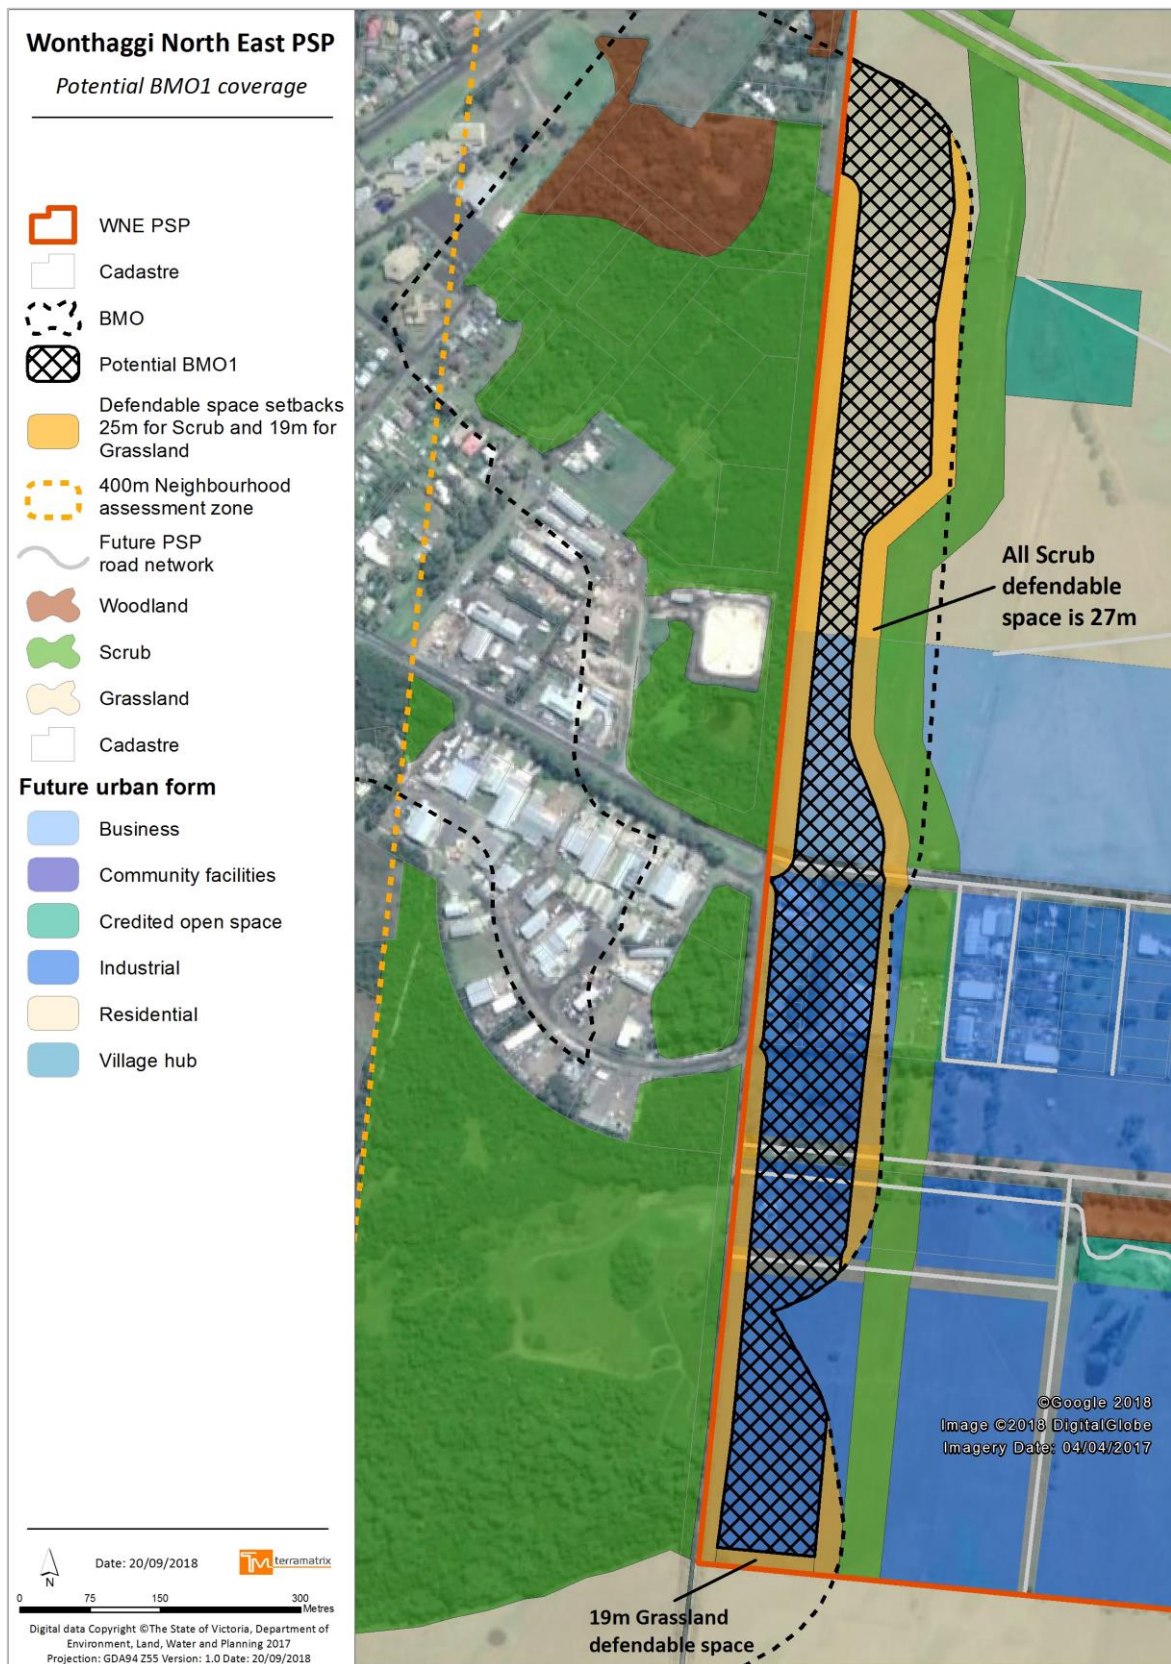 Wonthaggi North East PSP
Potential BMO1 coverage
WNE PSP
Cadastre
BMO
Potential BMO1
Defendable space setbacks
25m for Scrub and 19m for
Grassland
400m Neighbourhood
assessment zone
Future PSP
road network
Woodland
Scrub
Grassland
Cadastre
Future urban form
Business
Community facilities
Credited open space
Industrial
Residential
Village hub
N
Date: 20/09/2018
TM terramatrix
0 75 150 300
Metres
Digital data Copyright ©The State of Victoria, Department of
Environment, Land, Water and Planning 2017
Projection: GDA94 Z55 Version: 1.0 Date: 20/09/2018
All Scrub
defendable
space is 27m
©Google 2018
Image ©2018 DigitalGlobe
Imagery Date: 04/04/2017
19m Grassland
defendable space